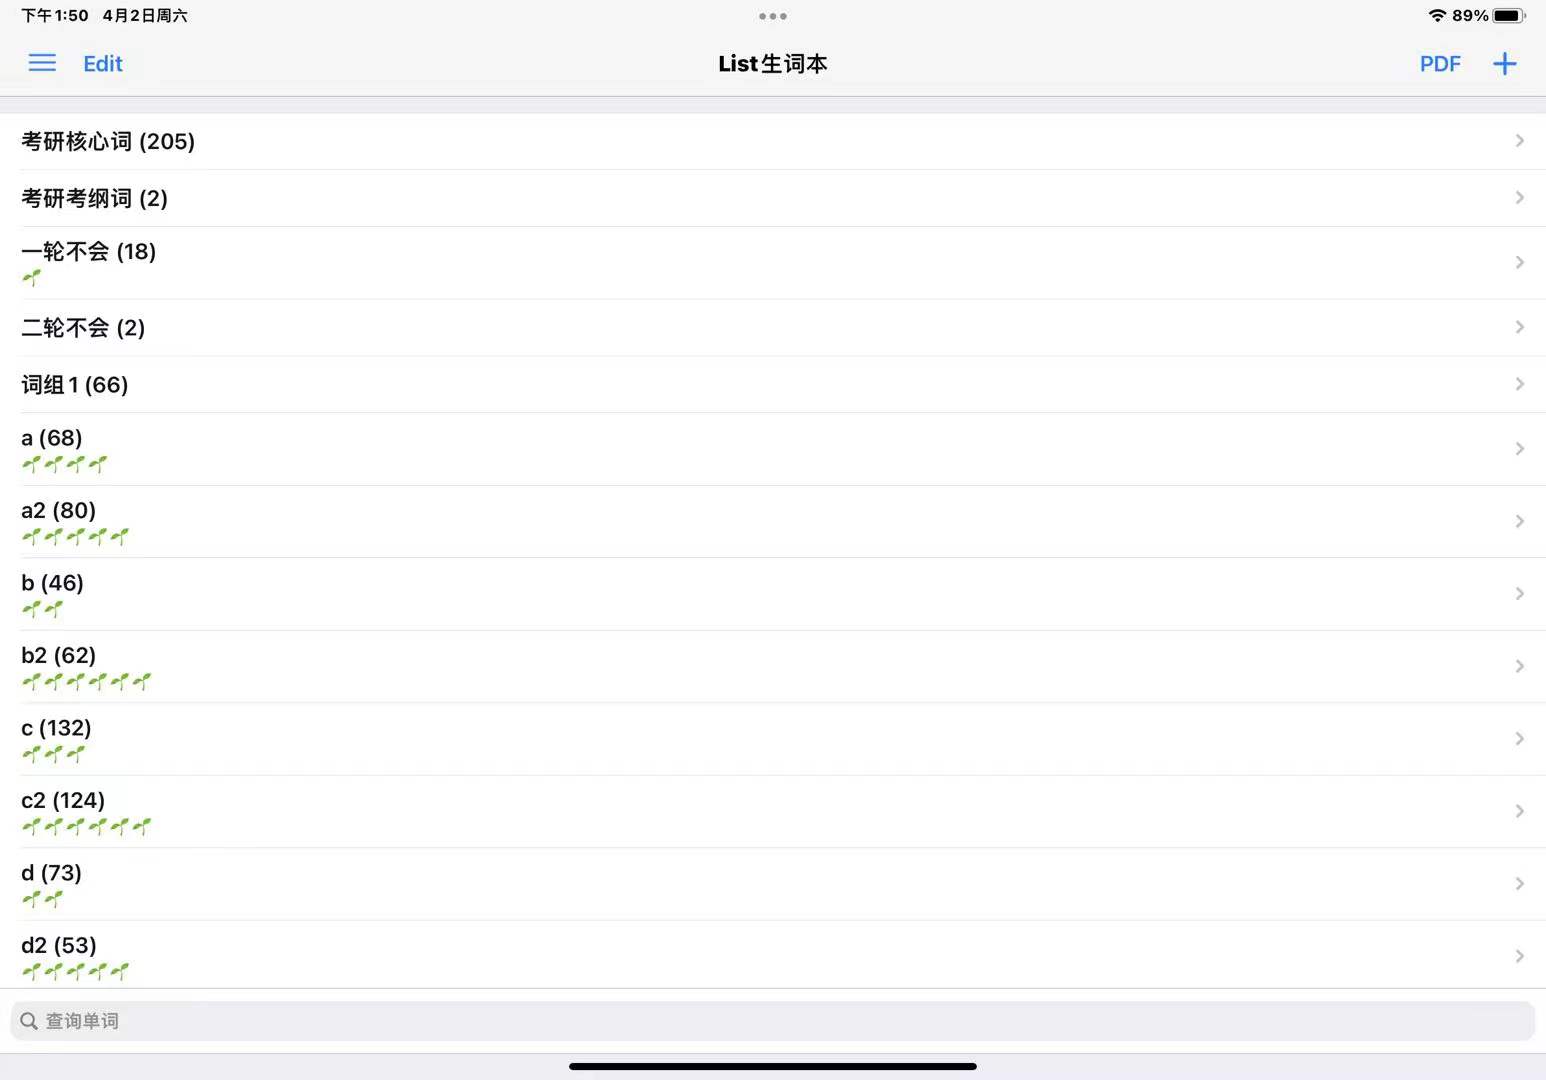 下午1:50 4月2日周六
89%
Edit
List生词本
PDF
考研核心词 (205)
考研考纲词 (2)
一轮不会 (18)
二轮不会 (2)
词组1 (66)
a (68)
a2 (80)
b (46)
b2 (62)
c (132)
c2 (124)
d (73)
d2 (53)
查询单词